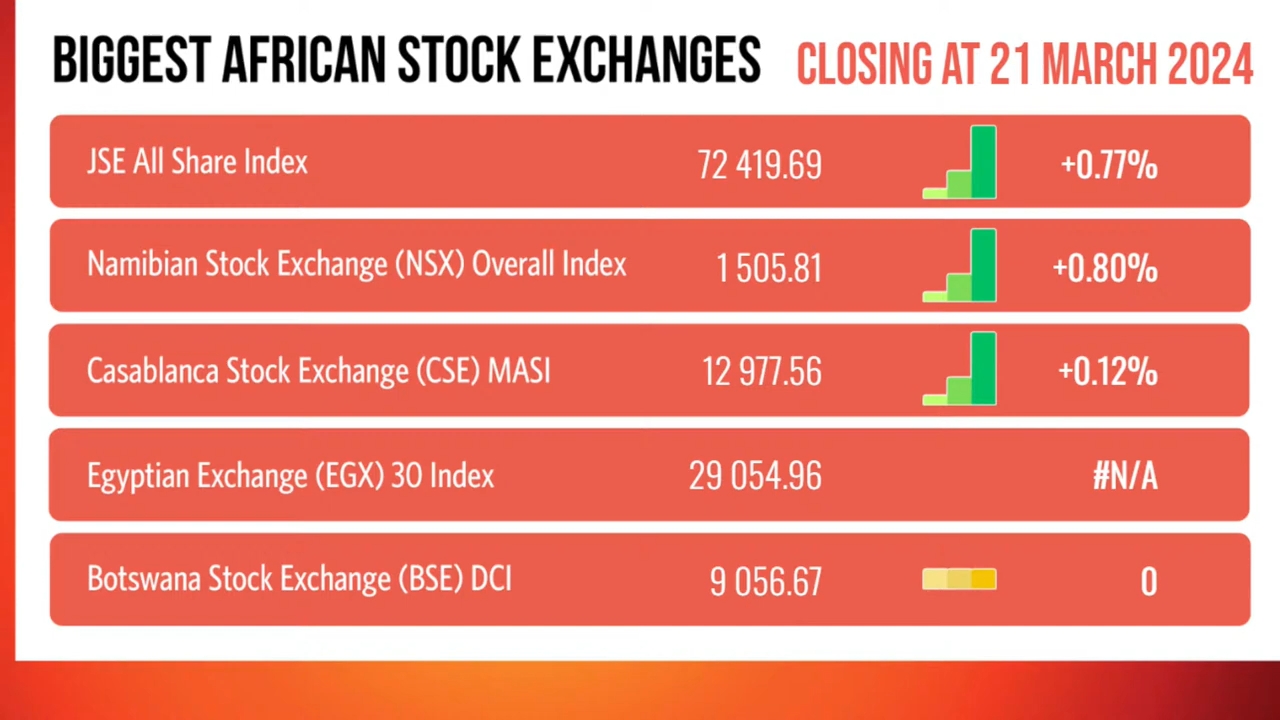 BIGGEST AFRICAN STOCK EXCHANGES CLOSING AT 21 MARCH 2024
JSE All Share Index 72 419.69 +0.77%
Namibian Stock Exchange (NSX) Overall Index 1 505.81 +0.80%
Casablanca Stock Exchange (CSE) MASI 12 977.56 +0.12%
Egyptian Exchange (EGX) 30 Index 29 054.96 #N/A
Botswana Stock Exchange (BSE) DCI 9 056.67 0